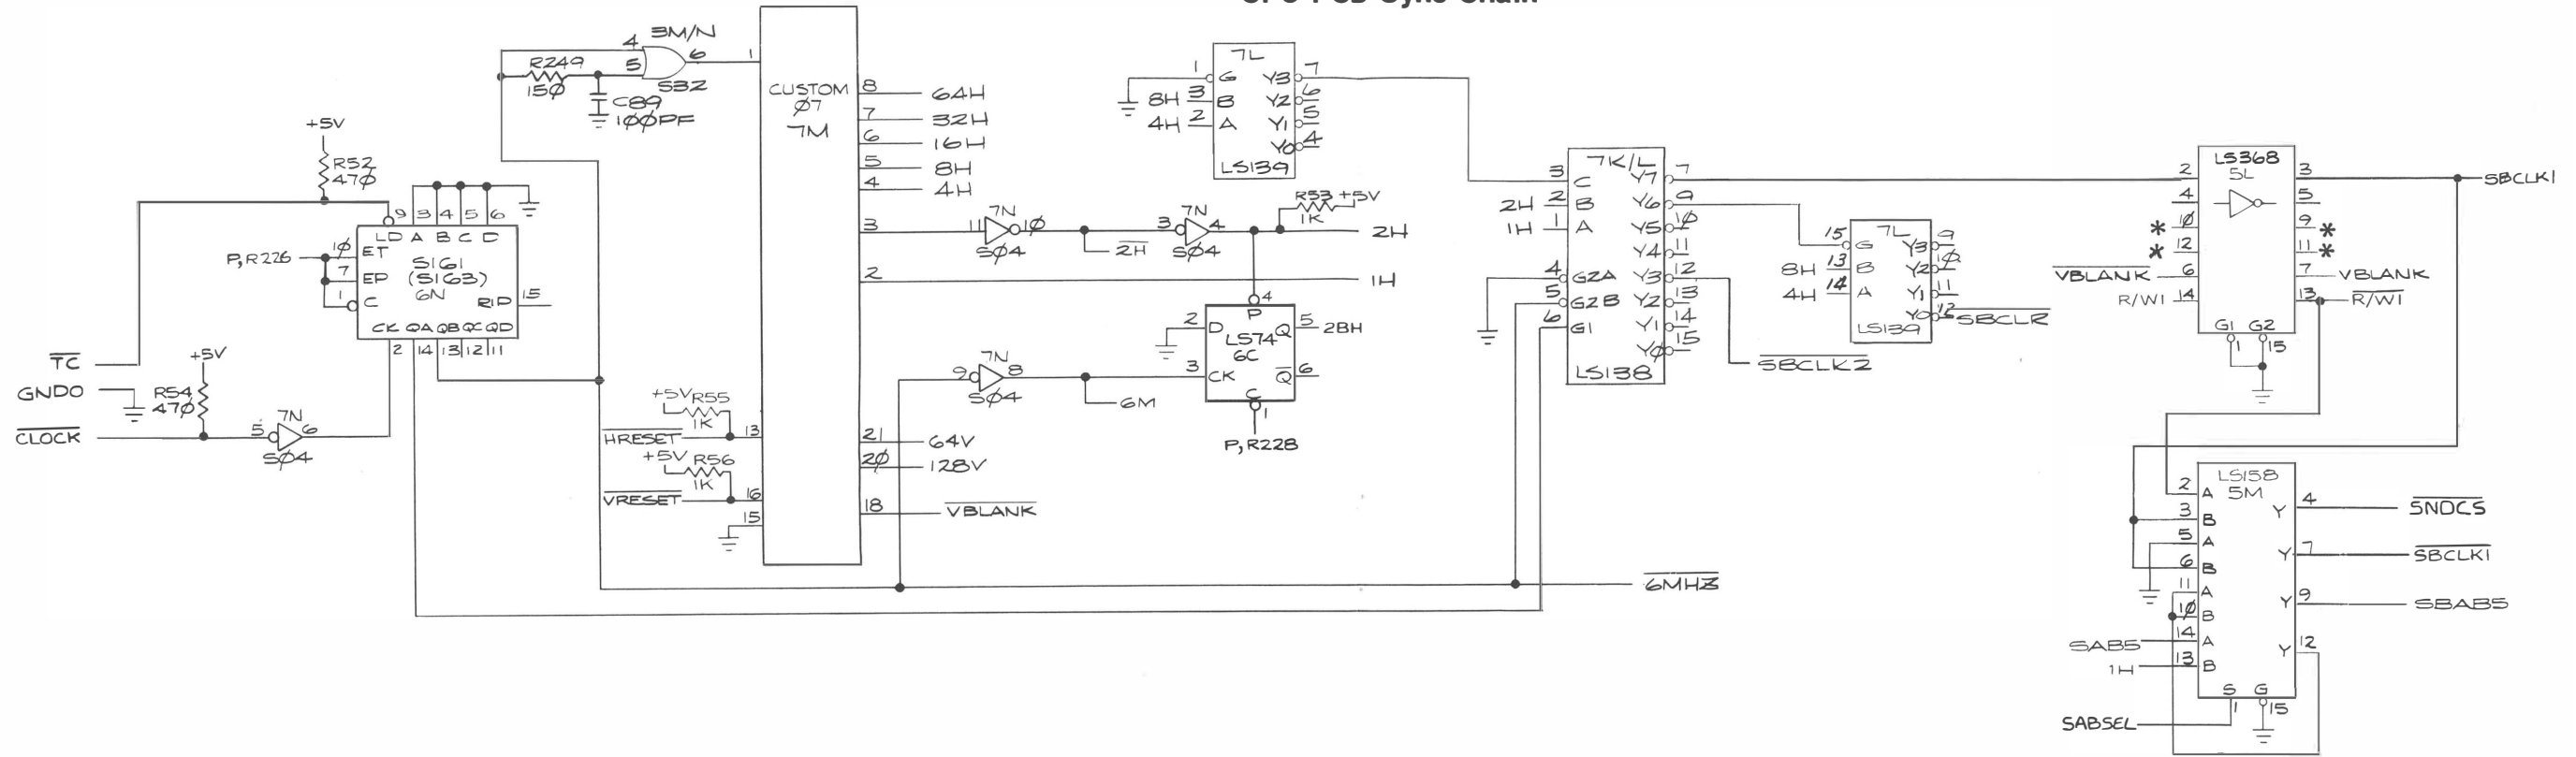 CPU PCB Sync Chain
3M/N
4
5
6
S32
R249
15Ø
C89
1ØØPF
1
CUSTOM
Ø7
7M
8 64H
7 32H
6 16H
5 8H
4 4H
3
2
+5V
R52
47Ø
9 3 4 5 6
LD A B C D
P,R226
1Ø ET
7 EP
1 C
S161
(S163)
6N
RIP 15
CK QA QB QC QD
2 14 13 12 11
TC
GNDO
CLOCK
+5V
R54
47Ø
7N
5 6
SØ4
+5V R55
1K
HRESET 13
+5V R56
1K
VRESET 16
15
21 64V
2Ø 128V
18 VBLANK
7N
11 1Ø
SØ4
2H
7N
3 4
SØ4
R53 +5V
1K
2H
1H
7N
9 8
SØ4
6M
4
P
2 D Q 5 2BH
LS74
6C
3 CK Q 6
C
1
P,R228
7L
1 G Y3 7
8H 3 B Y2 6
4H 2 A Y1 5
YØ 4
LS139
7K/L
3 C Y7 7
2H 2 B Y6 9
1H 1 A Y5 1Ø
Y4 11
4 G2A Y3 12
5 G2B Y2 13
6 G1 Y1 14
YØ 15
LS138
SBCLK2
6MHZ
7L
15 G Y3 9
8H 13 B Y2 1Ø
4H 14 A Y1 11
YØ 12 SBCLR
LS139
LS368
5L
2 3 SBCLK1
4 5
* 1Ø 9 *
* 12 11 *
VBLANK 6 7 VBLANK
R/W1 14 13 R/W1
G1 G2
1 15
LS158
5M
2 A
3 B
Y 4 SNDCS
5 A
6 B
Y 7 SBCLK1
11 A
1Ø B
Y 9 SBAB5
SAB5 14 A
1H 13 B
Y 12
S G
1 15
SABSEL